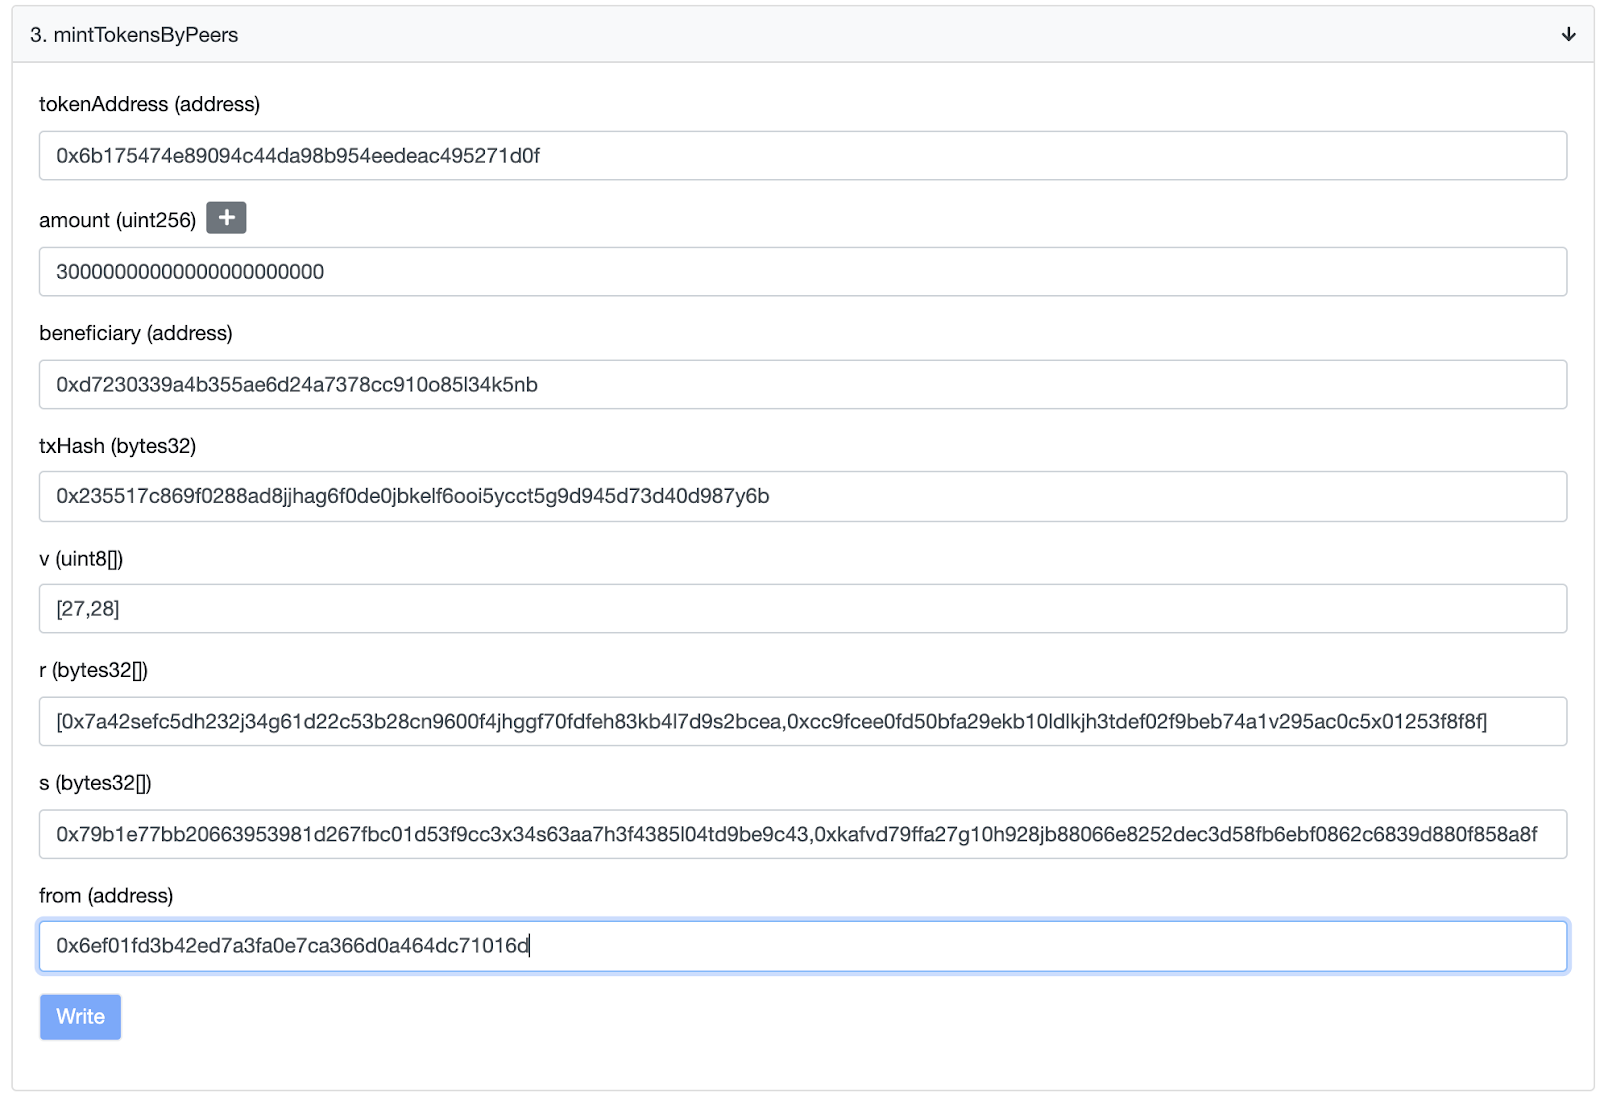 3. mintTokensByPeers
tokenAddress (address)
0x6b175474e89094c44da98b954eedeac495271d0f
amount (uint256)
30000000000000000000000
beneficiary (address)
0xd7230339a4b355ae6d24a7378cc910o85l34k5nb
txHash (bytes32)
0x235517c869f0288ad8jjhag6f0de0jbkelf6ooi5ycct5g9d945d73d40d987y6b
v (uint8[])
[27,28]
r (bytes32[])
[0x7a42sefc5dh232j34g61d22c53b28cn9600f4jhggf70fdfeh83kb4l7d9s2bcea,0xcc9fcee0fd50bfa29ekb10ldlkjh3tdef02f9beb74a1v295ac0c5x01253f8f8f]
s (bytes32[])
0x79b1e77bb20663953981d267fbc01d53f9cc3x34s63aa7h3f4385l04td9be9c43,0xkafvd79ffa27g10h928jb88066e8252dec3d58fb6ebf0862c6839d880f858a8f
from (address)
0x6ef01fd3b42ed7a3fa0e7ca366d0a464dc71016d
Write